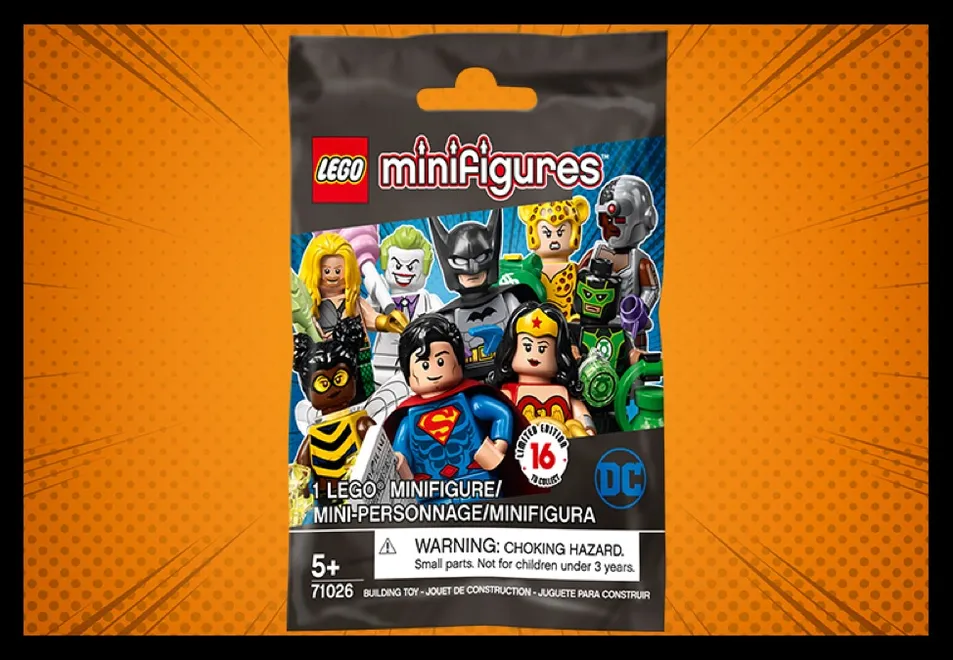 LEGO minifigures™
LIMITED EDITION
16
TO COLLECT
DC
1 LEGO MINIFIGURE/
MINI-PERSONNAGE/MINIFIGURA
WARNING: CHOKING HAZARD.
Small parts. Not for children under 3 years.
5+
71026
BUILDING TOY - JOUET DE CONSTRUCTION - JUGUETE PARA CONSTRUIR